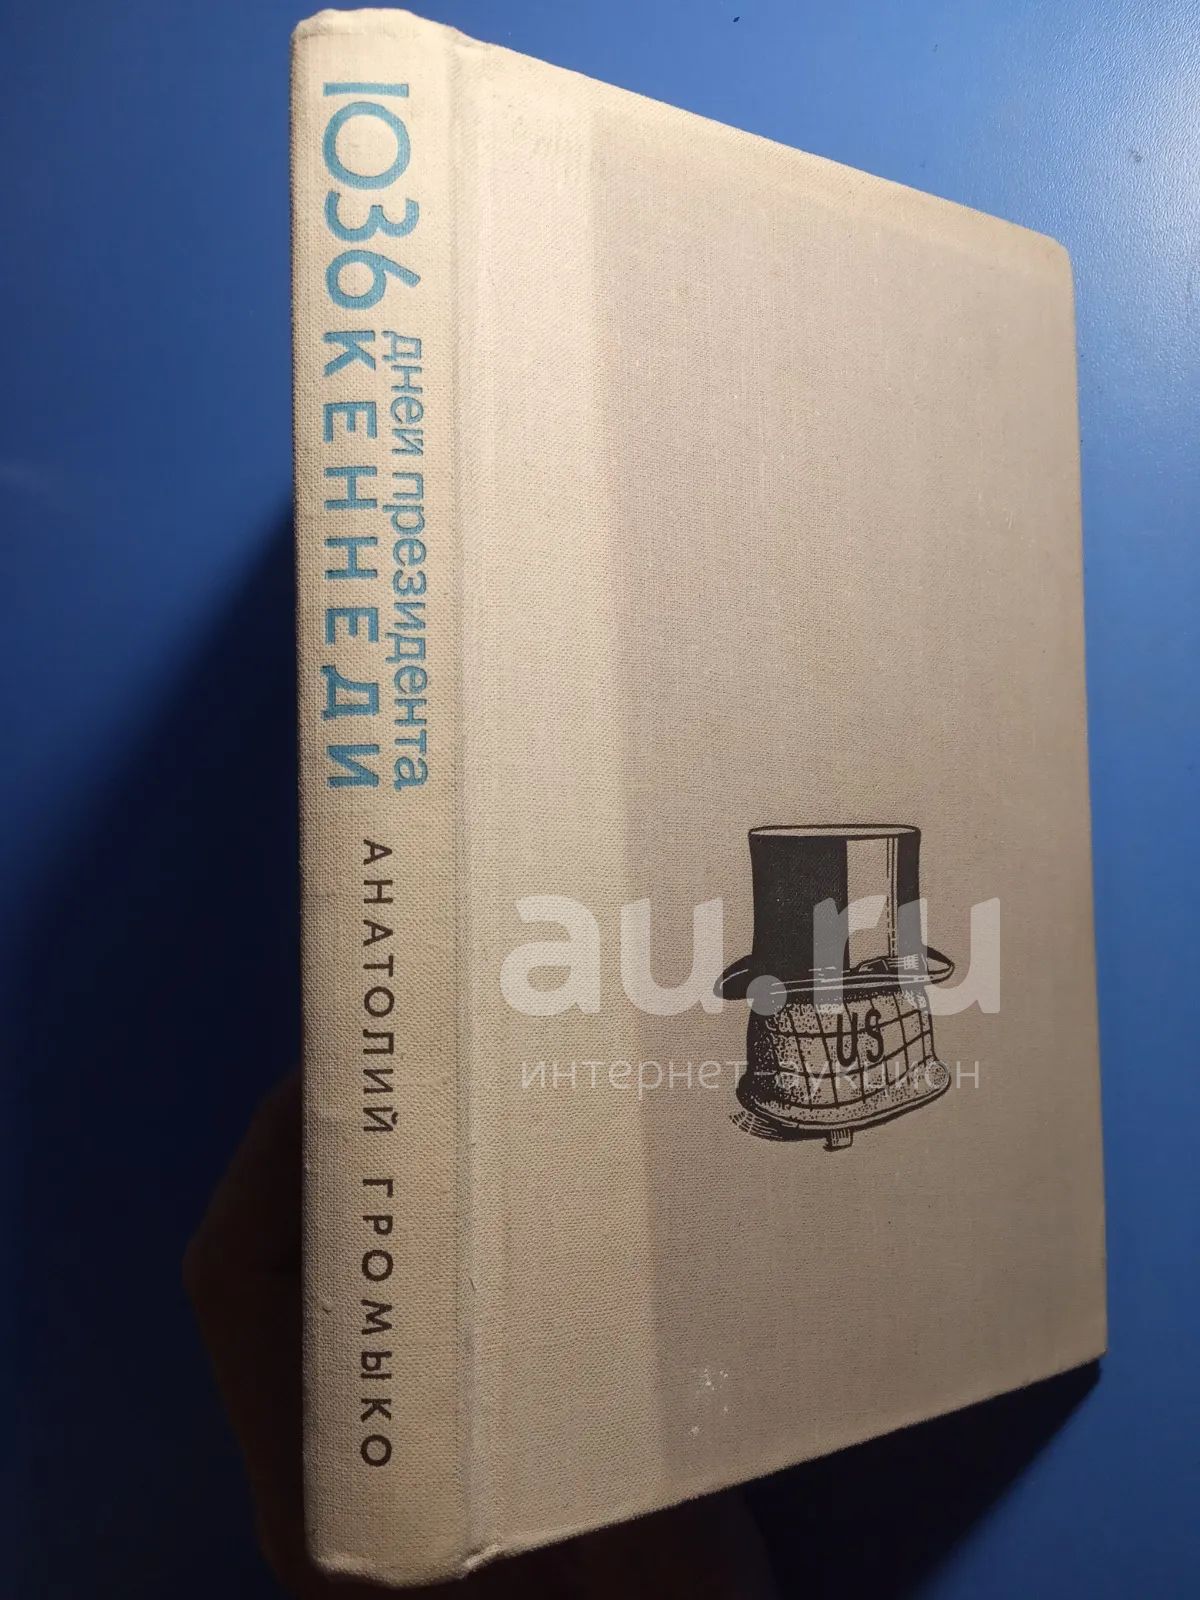 1036
дней президента
КЕННЕДИ
АНАТОЛИЙ ГРОМЫКО
US
au.ru
интернет-аукцион